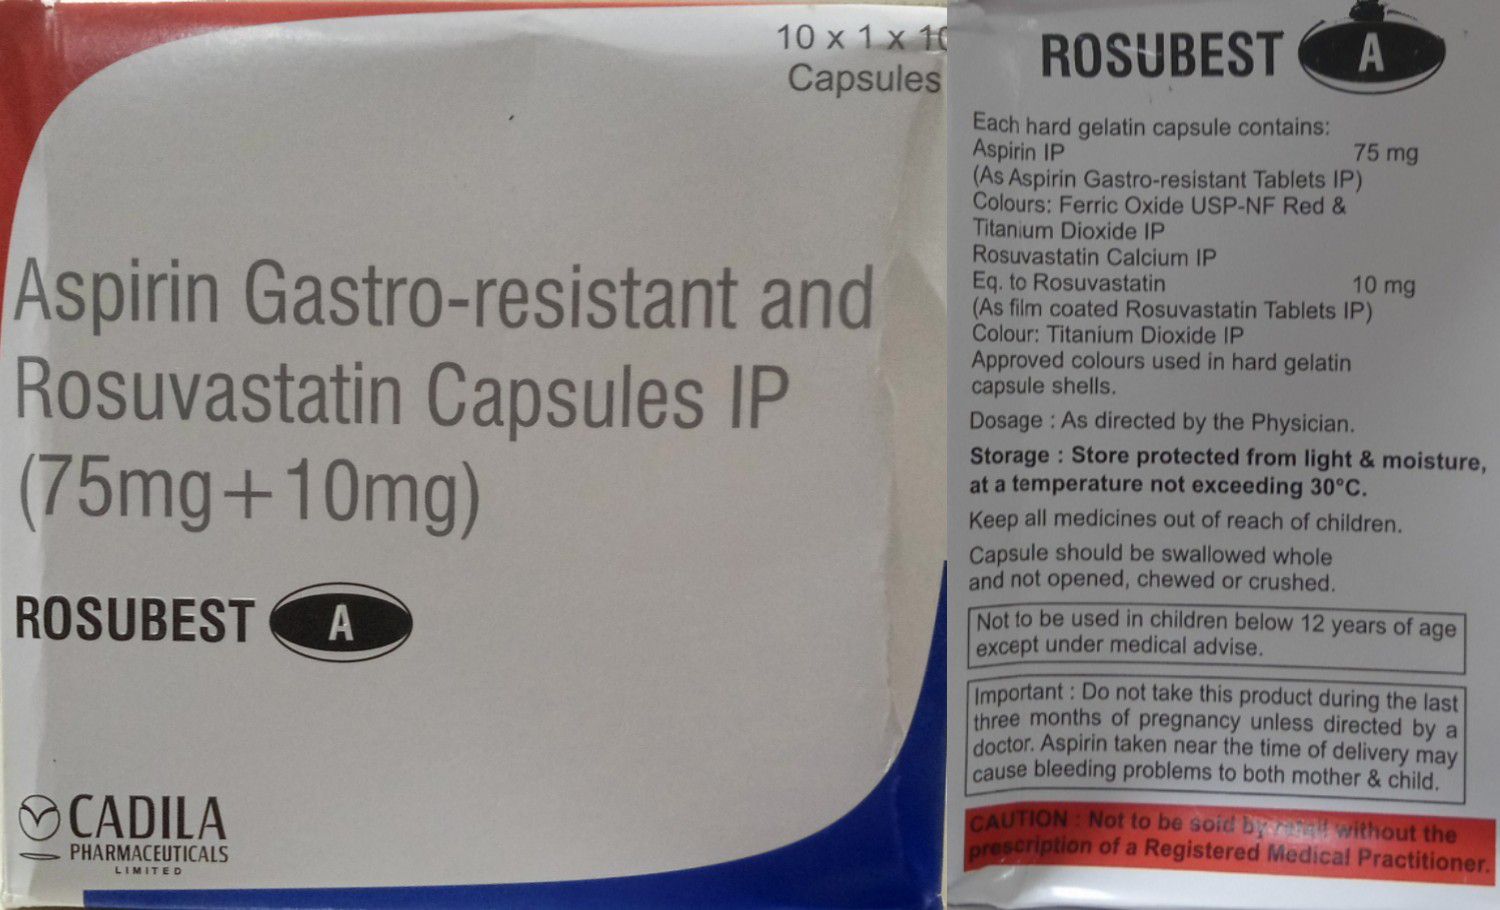 10 x 1 x 10
Capsules
Aspirin Gastro-resistant and
Rosuvastatin Capsules IP
(75mg+10mg)
ROSUBEST A
CADILA
PHARMACEUTICALS
LIMITED
ROSUBEST A
Each hard gelatin capsule contains:
Aspirin IP 75 mg
(As Aspirin Gastro-resistant Tablets IP)
Colours: Ferric Oxide USP-NF Red &
Titanium Dioxide IP
Rosuvastatin Calcium IP
Eq. to Rosuvastatin 10 mg
(As film coated Rosuvastatin Tablets IP)
Colour: Titanium Dioxide IP
Approved colours used in hard gelatin
capsule shells.
Dosage : As directed by the Physician.
Storage : Store protected from light & moisture,
at a temperature not exceeding 30°C.
Keep all medicines out of reach of children.
Capsule should be swallowed whole
and not opened, chewed or crushed.
Not to be used in children below 12 years of age
except under medical advise.
Important : Do not take this product during the last
three months of pregnancy unless directed by a
doctor. Aspirin taken near the time of delivery may
cause bleeding problems to both mother & child.
CAUTION : Not to be sold by retail without the
prescription of a Registered Medical Practitioner.